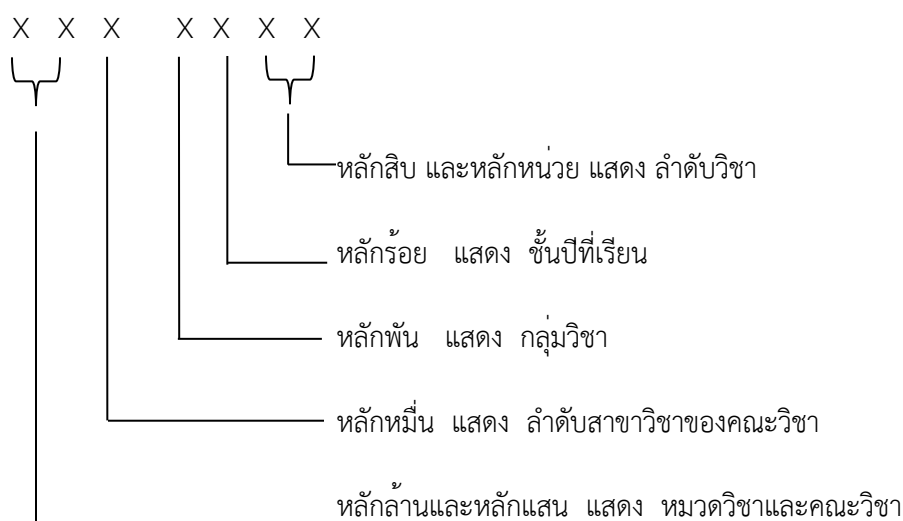 X X X X X X X
หลักสิบ และหลักหน่วย แสดง ลำดับวิชา
หลักร้อย แสดง ชั้นปีที่เรียน
หลักพัน แสดง กลุ่มวิชา
หลักหมื่น แสดง ลำดับสาขาวิชาของคณะวิชา
หลักล้านและหลักแสน แสดง หมวดวิชาและคณะวิชา